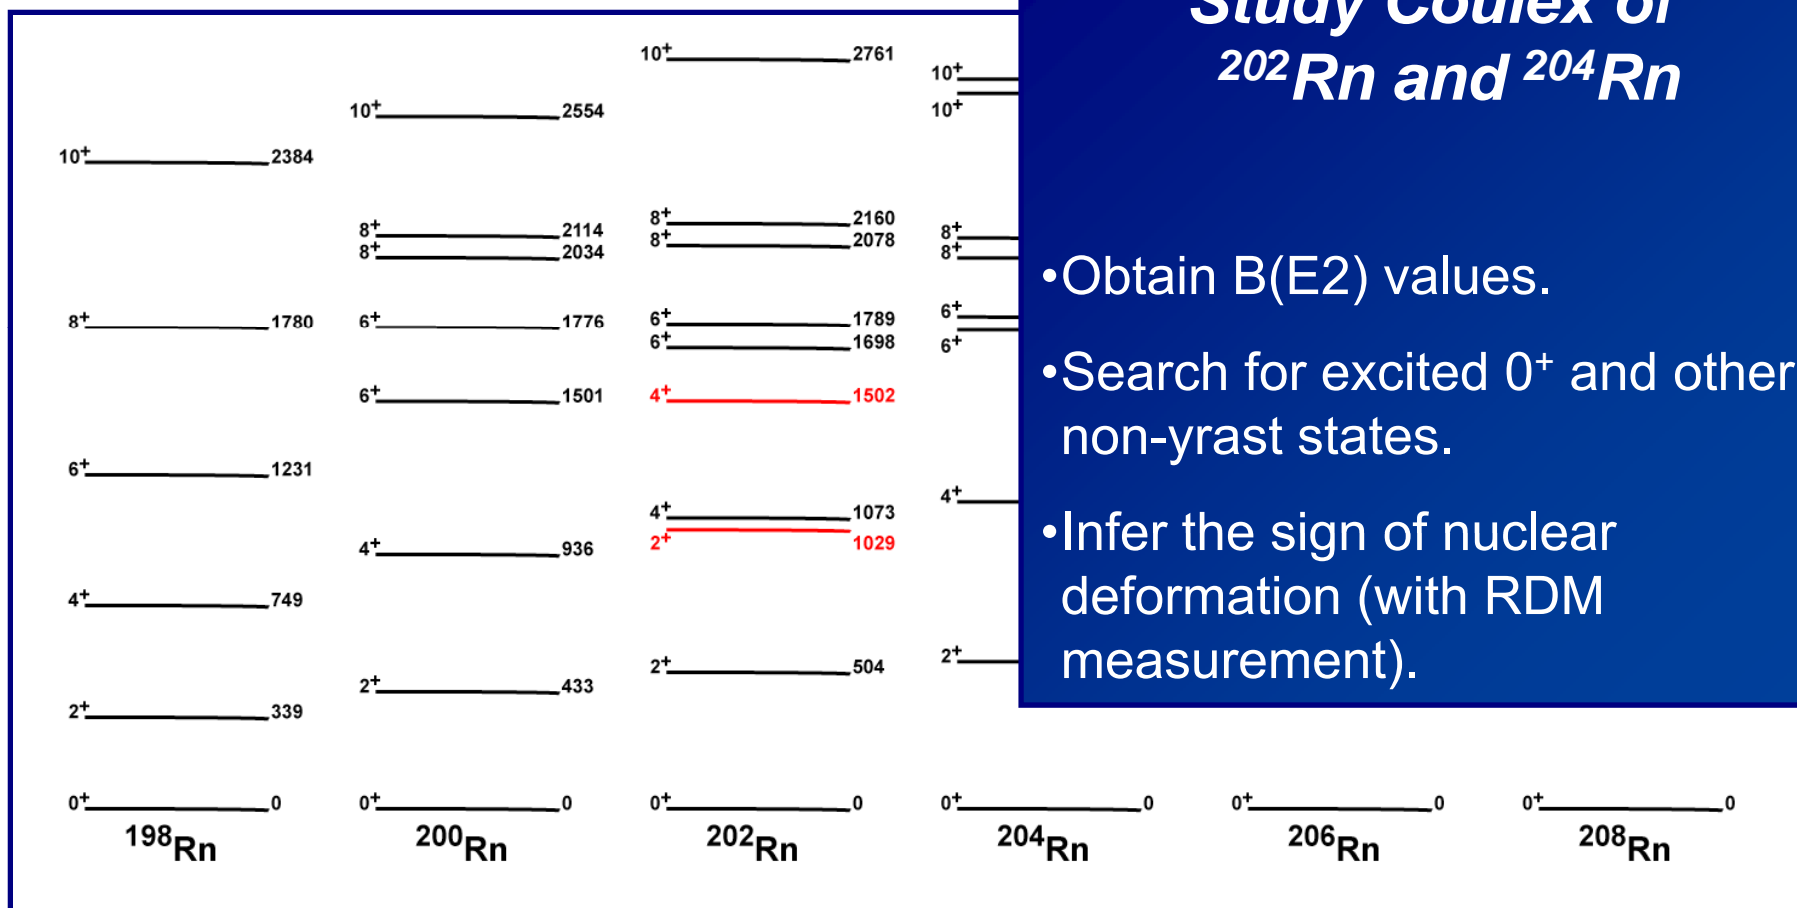 Study Coulex of
²⁰²Rn and ²⁰⁴Rn
•Obtain B(E2) values.
•Search for excited 0⁺ and other
non-yrast states.
•Infer the sign of nuclear
deformation (with RDM
measurement).
10⁺ 2384
8⁺ 1780
6⁺ 1231
4⁺ 749
2⁺ 339
0⁺ 0
¹⁹⁸Rn
10⁺ 2554
8⁺ 2114
8⁺ 2034
6⁺ 1776
6⁺ 1501
4⁺ 936
2⁺ 433
0⁺ 0
²⁰⁰Rn
10⁺ 2761
8⁺ 2160
8⁺ 2078
6⁺ 1789
6⁺ 1698
4⁺ 1502
4⁺ 1073
2⁺ 1029
2⁺ 504
0⁺ 0
²⁰²Rn
10⁺
10⁺
8⁺
8⁺
6⁺
6⁺
4⁺
2⁺
0⁺ 0
²⁰⁴Rn
0⁺ 0
²⁰⁶Rn
0⁺ 0
²⁰⁸Rn